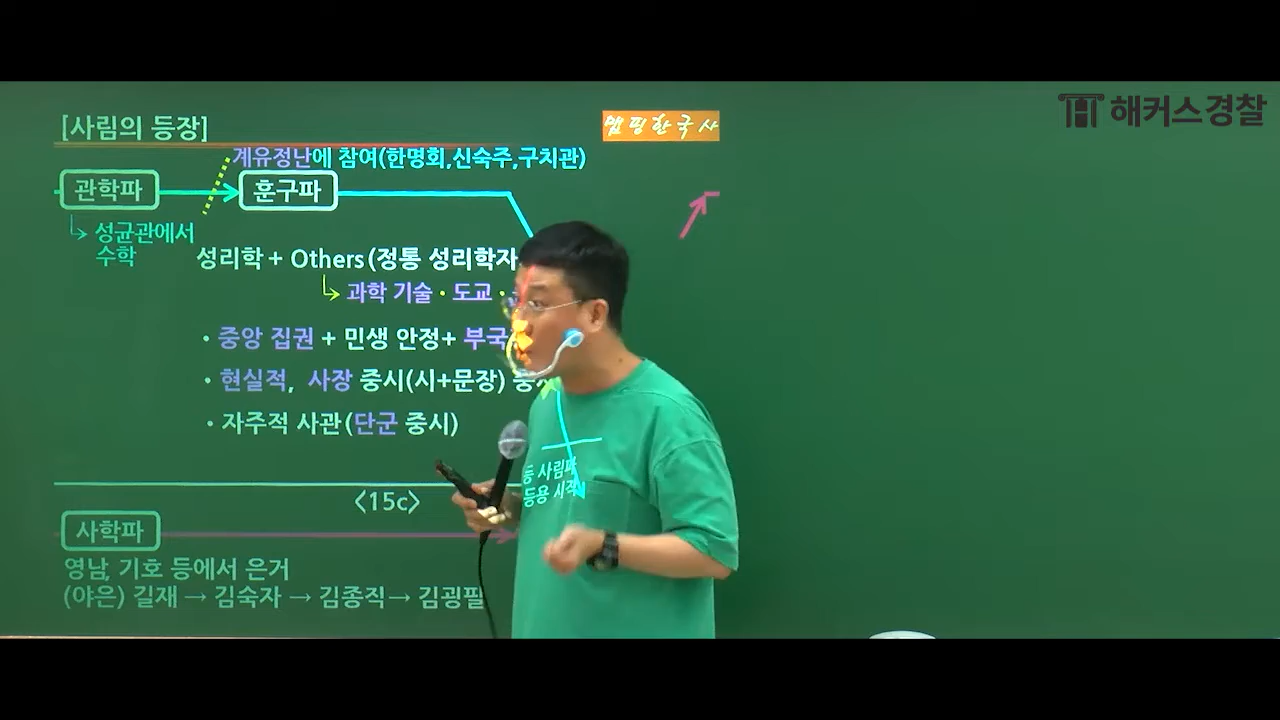 해커스경찰
[사림의 등장]
맵핑한국사
계유정난에 참여(한명회,신숙주,구치관)
관학파
훈구파
성균관에서
수학
성리학 + Others (정통 성리학자
과학 기술 · 도교 ·
· 중앙 집권 + 민생 안정+ 부국
· 현실적, 사장 중시(시+문장) 중시
· 자주적 사관(단군 중시)
등 사림파
등용 시작
<15c>
사학파
영남, 기호 등에서 은거
(야은) 길재 → 김숙자 → 김종직→ 김굉필